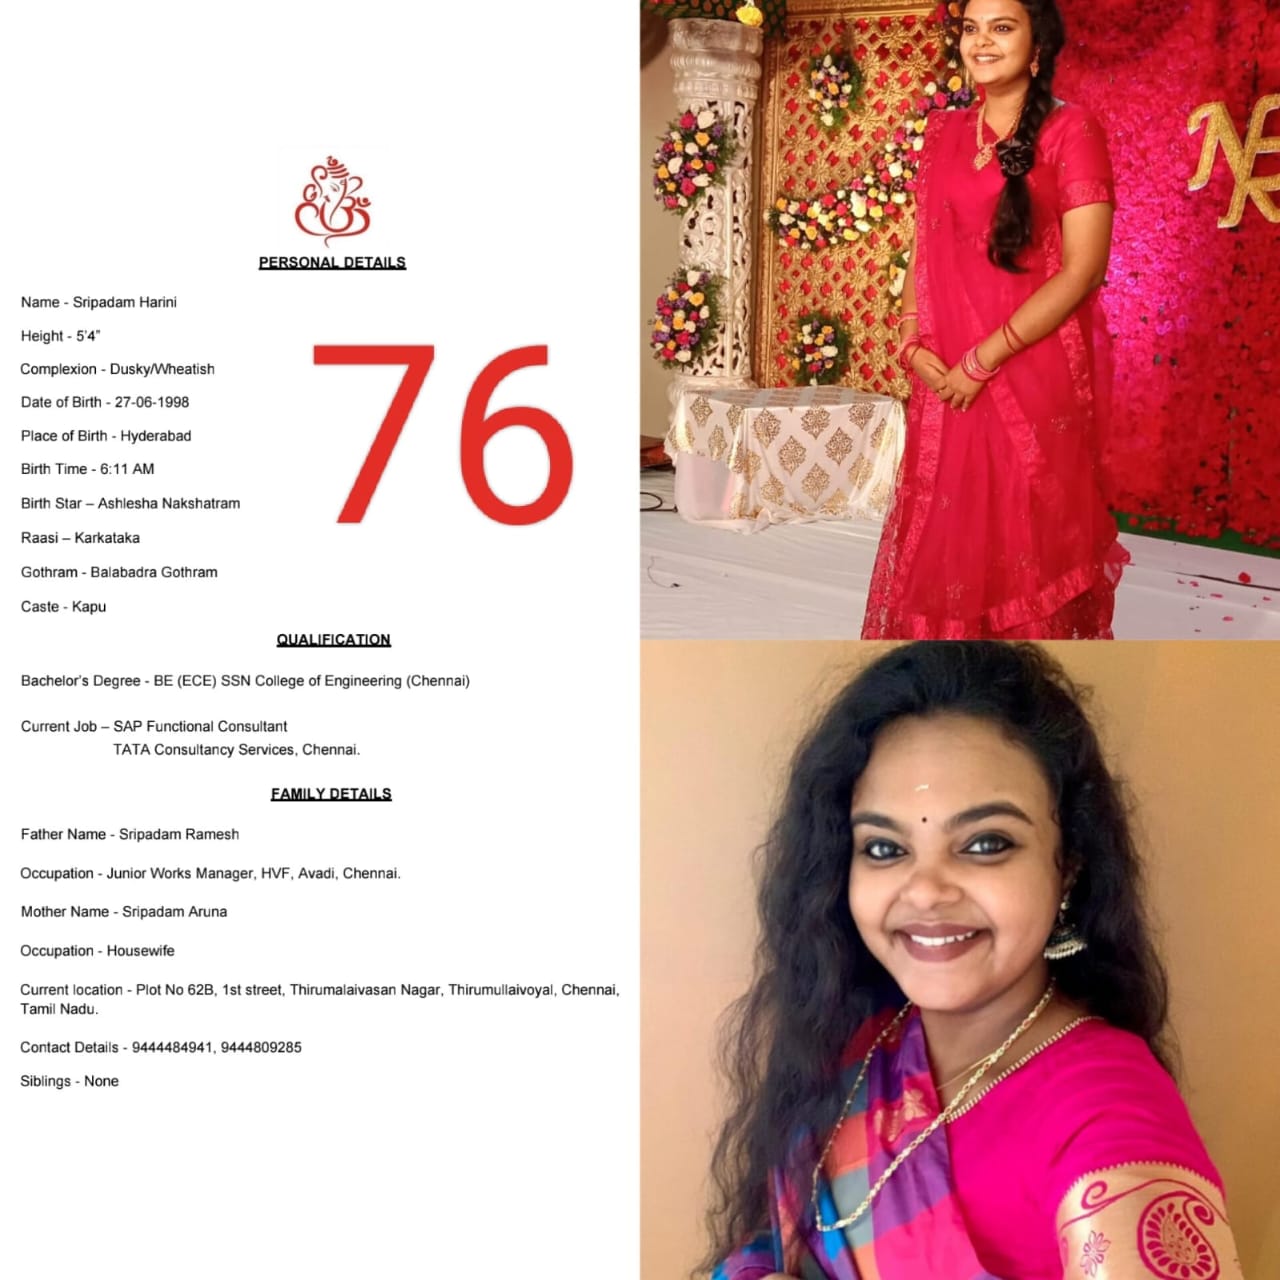 PERSONAL DETAILS
Name - Sripadam Harini
Height - 5'4"
Complexion - Dusky/Wheatish
Date of Birth - 27-06-1998
Place of Birth - Hyderabad
Birth Time - 6:11 AM
Birth Star – Ashlesha Nakshatram
Raasi – Karkataka
Gothram - Balabadra Gothram
Caste - Kapu
76
QUALIFICATION
Bachelor's Degree - BE (ECE) SSN College of Engineering (Chennai)
Current Job – SAP Functional Consultant
TATA Consultancy Services, Chennai.
FAMILY DETAILS
Father Name - Sripadam Ramesh
Occupation - Junior Works Manager, HVF, Avadi, Chennai.
Mother Name - Sripadam Aruna
Occupation - Housewife
Current location - Plot No 62B, 1st street, Thirumalaivasan Nagar, Thirumullaivoyal, Chennai,
Tamil Nadu.
Contact Details - 9444484941, 9444809285
Siblings - None